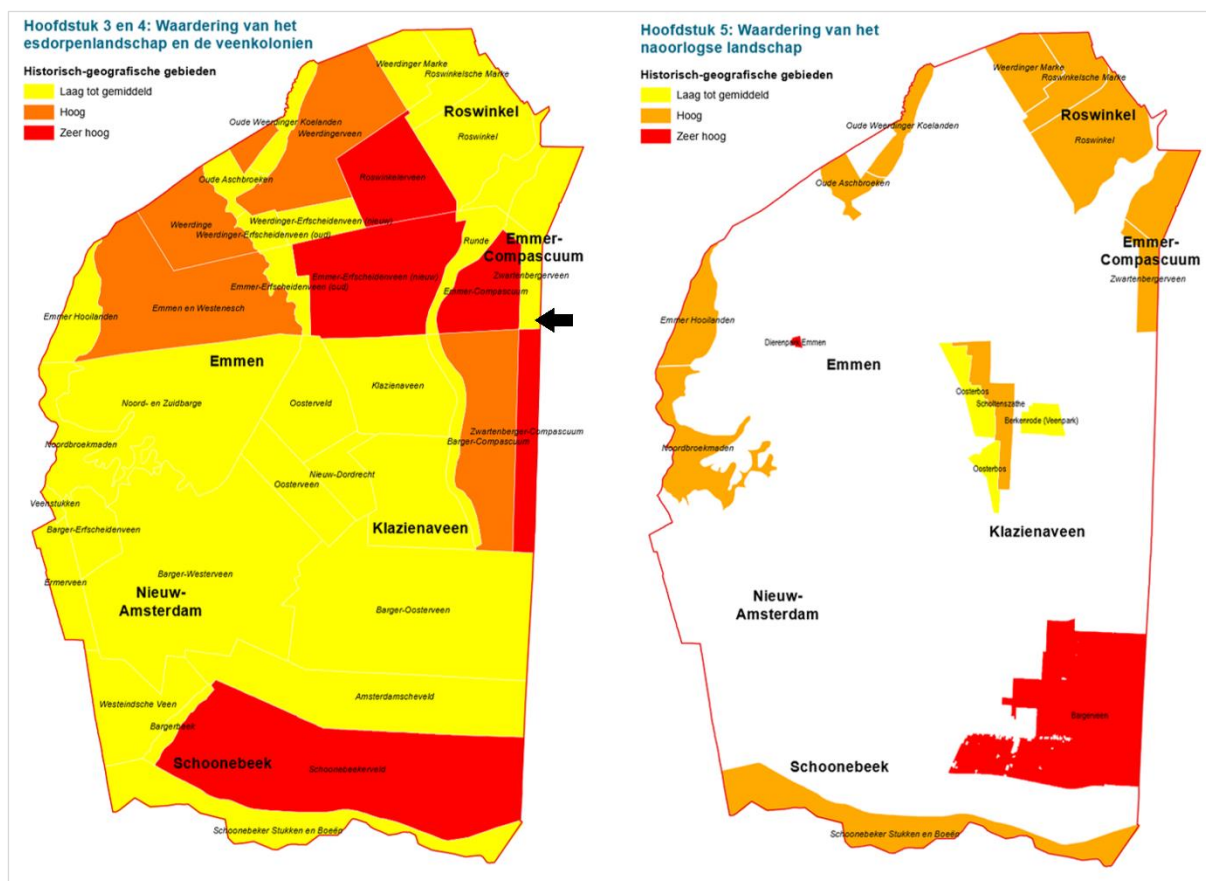 Hoofdstuk 3 en 4: Waardering van het
esdorpenlandschap en de veenkolonien
Historisch-geografische gebieden
Laag tot gemiddeld
Hoog
Zeer hoog
Weerdinger Marke
Roswinkelsche Marke
Roswinkel
Roswinkel
Oude Weerdinger Koelanden
Weerdingerveen
Roswinkelerveen
Oude Aschbroeken
Weerdinge
Weerdinger-Erfscheidenveen (nieuw)
Weerdinger-Erfscheidenveen (oud)
Runde
Emmer-
Compascuum
Zwartenbergerveen
Emmer-Erfscheidenveen (nieuw)
Emmer-Erfscheidenveen (oud)
Emmer-Compascuum
Emmen en Westenesch
Emmer Hooilanden
Emmen
Klazienaveen
Noord- en Zuidbarge
Oosterveld
Zwartenberger-Compascuum
Barger-Compascuum
Noordbroekmaden
Nieuw-Dordrecht
Oosterveen
Veenstukken
Klazienaveen
Barger-Erfscheidenveen
Ermerveen
Barger-Westerveen
Nieuw-
Amsterdam
Barger-Oosterveen
Westeindsche Veen
Amsterdamscheveld
Bargerbeek
Schoonebeek
Schoonebeekerveld
Schoonebeker Stukken en Boeën
Hoofdstuk 5: Waardering van het
naoorlogse landschap
Historisch-geografische gebieden
Laag tot gemiddeld
Hoog
Zeer hoog
Weerdinger Marke
Roswinkelsche Marke
Roswinkel
Roswinkel
Oude Weerdinger Koelanden
Oude Aschbroeken
Emmer-
Compascuum
Zwartenbergerveen
Emmer Hooilanden
Dierenpark Emmen
Emmen
Oosterbos
Scholtenszathe
Berkenrode (Veenpark)
Noordbroekmaden
Oosterbos
Klazienaveen
Nieuw-
Amsterdam
Bargerveen
Schoonebeek
Schoonebeker Stukken en Boeën